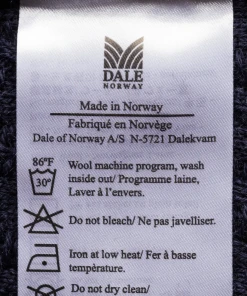 DALE
NORWAY
Made in Norway
Fabriqué en Norvège
Dale of Norway A/S N-5721 Dalekvam
86°F
30°
Wool machine program, wash
inside out/ Programme laine,
Laver à l'envers.
Do not bleach/ Ne pas javelliser.
Iron at low heat/ Fer à basse
tempèrature.
Do not dry clean/